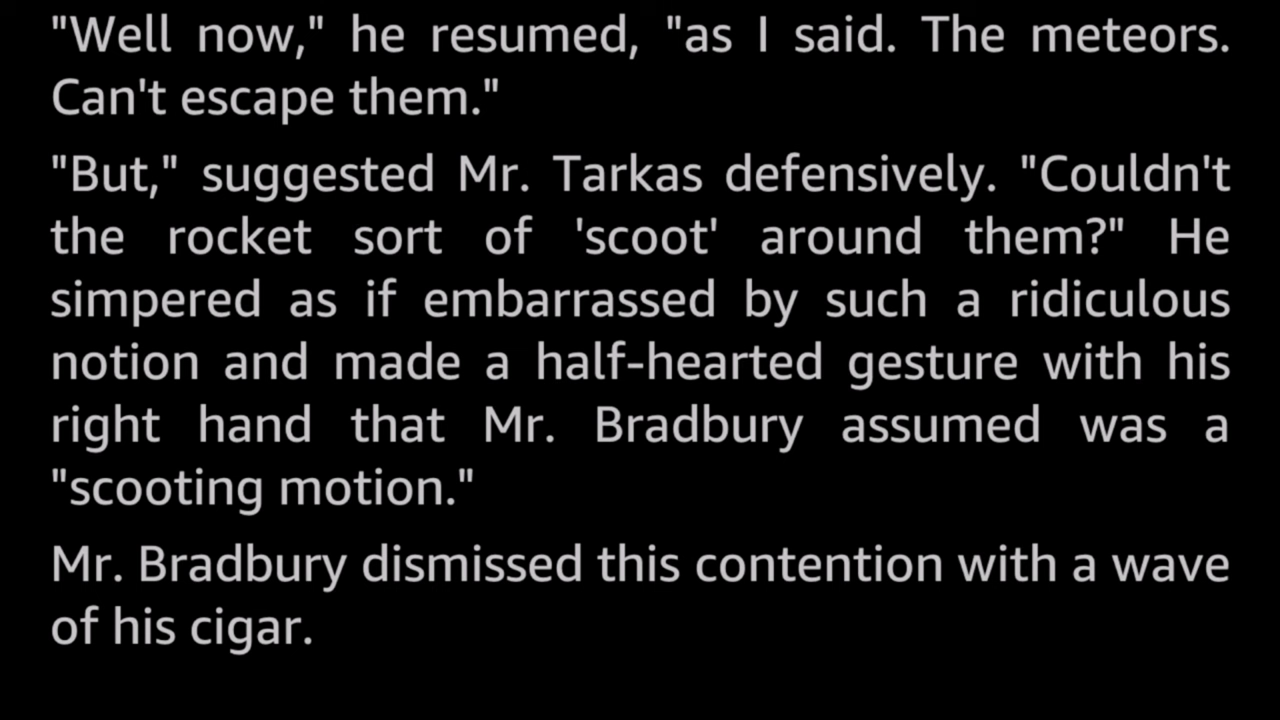 "Well now," he resumed, "as I said. The meteors.
Can't escape them."
"But," suggested Mr. Tarkas defensively. "Couldn't
the rocket sort of 'scoot' around them?" He
simpered as if embarrassed by such a ridiculous
notion and made a half-hearted gesture with his
right hand that Mr. Bradbury assumed was a
"scooting motion."
Mr. Bradbury dismissed this contention with a wave
of his cigar.